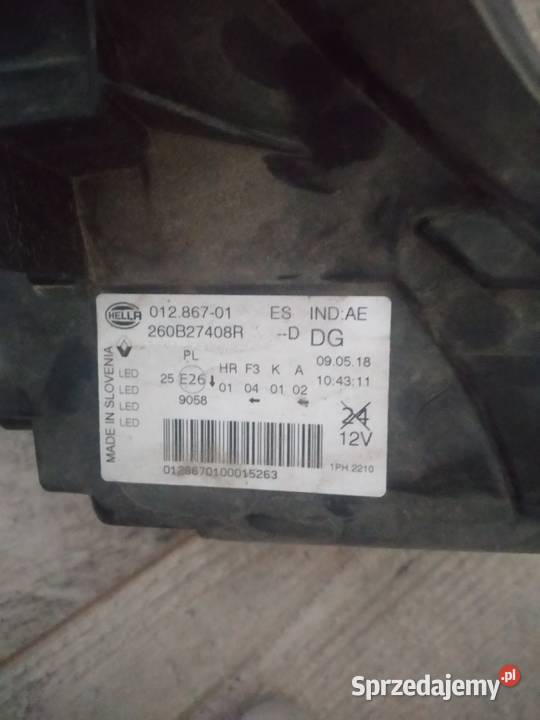 HELLA 012.867-01 ES IND:AE
260B27408R --D DG
MADE IN SLOVENIA
PL 09.05.18
LED HR F3 K A
LED 25 E26 01 04 01 02 10:43:11
LED 9058
LED
24
12V
0128670100015263
1PH 2210
Sprzedajemy.pl